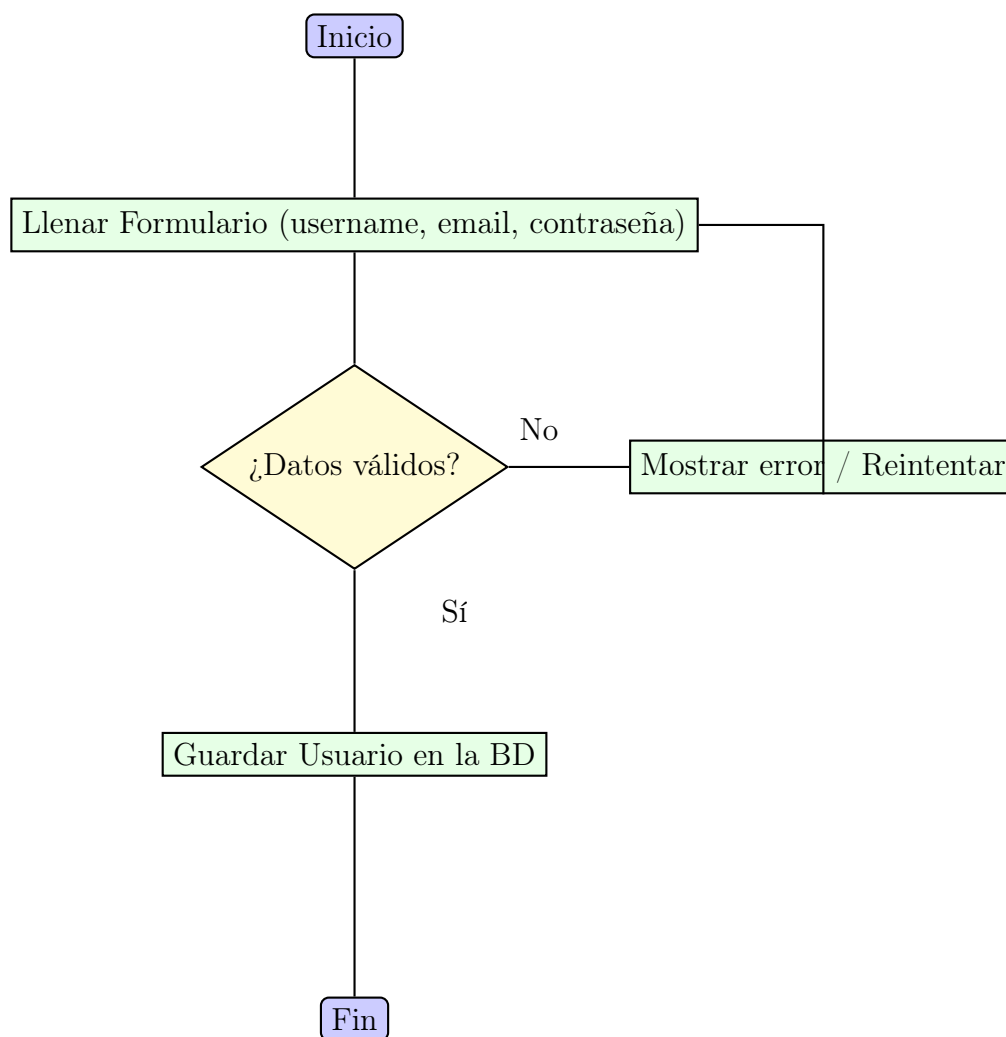 Inicio
Llenar Formulario (username, email, contraseña)
No
¿Datos válidos?
Mostrar error / Reintentar
Sí
Guardar Usuario en la BD
Fin